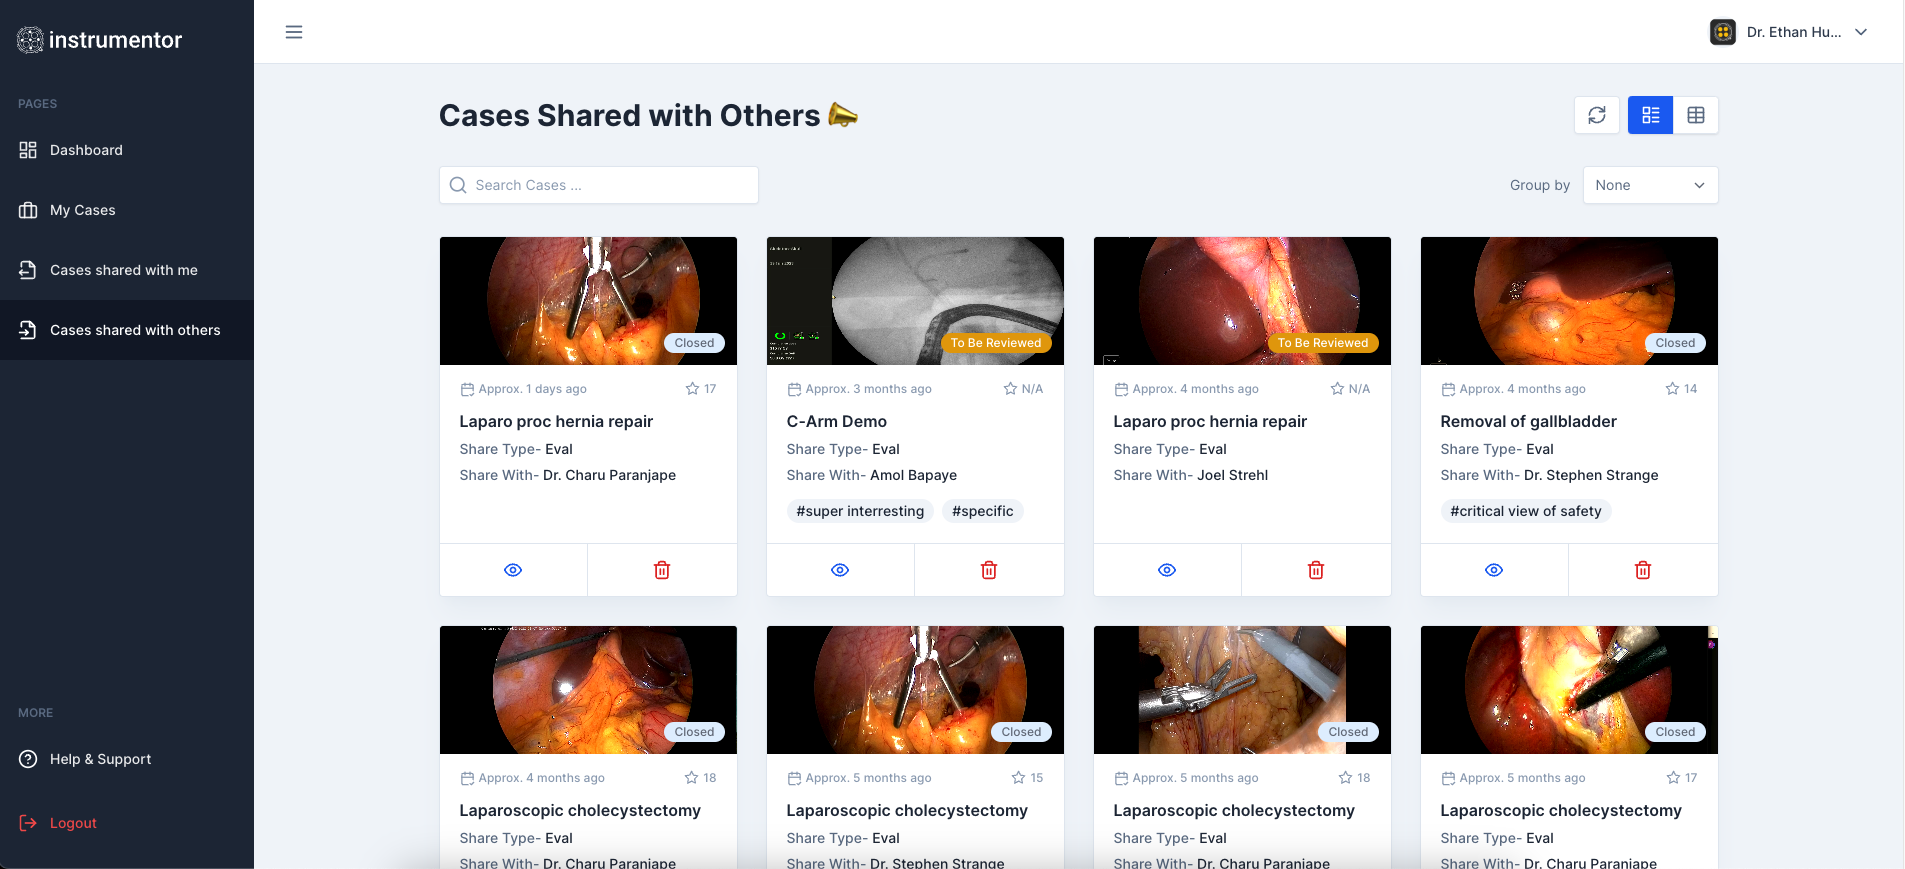 instrumentor
Dr. Ethan Hu...
PAGES
Dashboard
My Cases
Cases shared with me
Cases shared with others
MORE
Help & Support
Logout
Cases Shared with Others
Search Cases ...
Group by
None
Closed
Approx. 1 days ago
17
Laparo proc hernia repair
Share Type- Eval
Share With- Dr. Charu Paranjape
To Be Reviewed
Approx. 3 months ago
N/A
C-Arm Demo
Share Type- Eval
Share With- Amol Bapaye
#super interresting
#specific
To Be Reviewed
Approx. 4 months ago
N/A
Laparo proc hernia repair
Share Type- Eval
Share With- Joel Strehl
Closed
Approx. 4 months ago
14
Removal of gallbladder
Share Type- Eval
Share With- Dr. Stephen Strange
#critical view of safety
Closed
Approx. 4 months ago
18
Laparoscopic cholecystectomy
Share Type- Eval
Share With- Dr. Charu Paranjape
Closed
Approx. 5 months ago
15
Laparoscopic cholecystectomy
Share Type- Eval
Share With- Dr. Stephen Strange
Closed
Approx. 5 months ago
18
Laparoscopic cholecystectomy
Share Type- Eval
Share With- Dr. Charu Paranjape
Closed
Approx. 5 months ago
17
Laparoscopic cholecystectomy
Share Type- Eval
Share With- Dr. Charu Paranjape